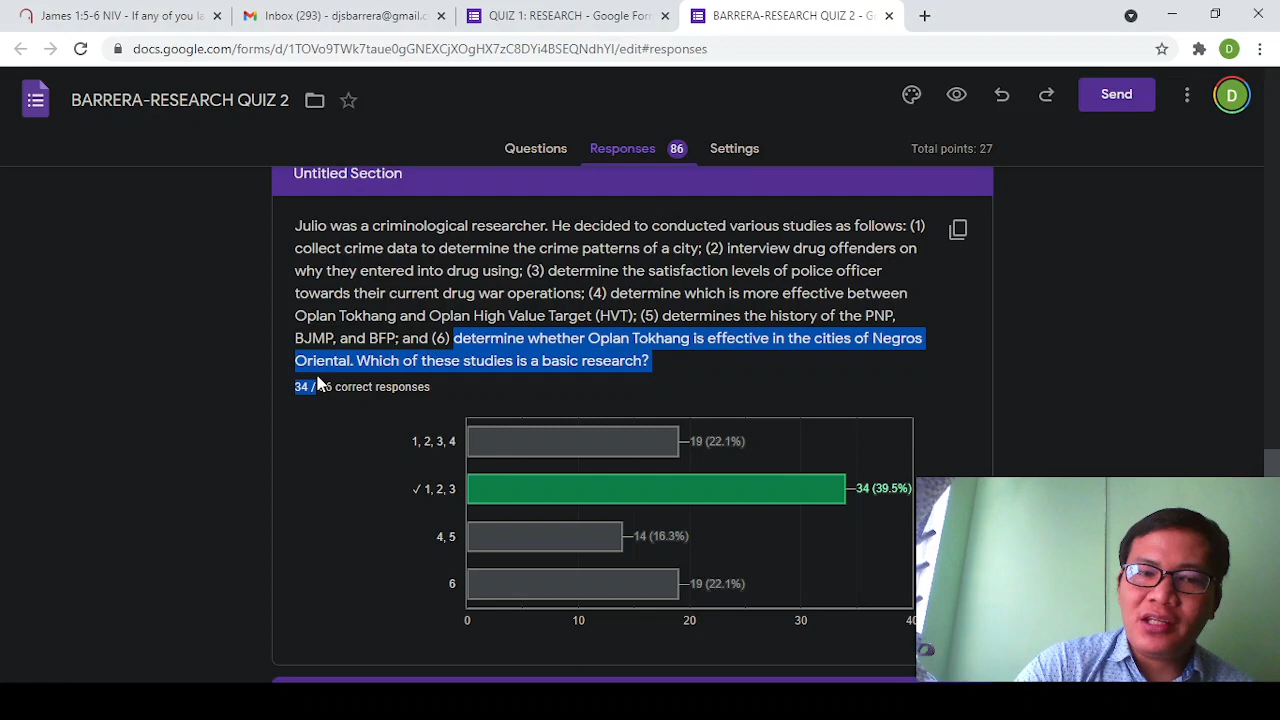 James 1:5-6 NIV - If any of you la
Inbox (293) - djsbarrera@gmail.c
QUIZ 1: RESEARCH - Google Form
BARRERA-RESEARCH QUIZ 2 - Go
docs.google.com/forms/d/1TOVo9TWk7taue0gGNEXCjXOgHX7zC8DYi4BSEQNdhYI/edit#responses
D
BARRERA-RESEARCH QUIZ 2
Send
D
Questions
Responses 86
Settings
Total points: 27
Untitled Section
Julio was a criminological researcher. He decided to conducted various studies as follows: (1)
collect crime data to determine the crime patterns of a city; (2) interview drug offenders on
why they entered into drug using; (3) determine the satisfaction levels of police officer
towards their current drug war operations; (4) determine which is more effective between
Oplan Tokhang and Oplan High Value Target (HVT); (5) determines the history of the PNP,
BJMP, and BFP; and (6) determine whether Oplan Tokhang is effective in the cities of Negros
Oriental. Which of these studies is a basic research?
34 / 6 correct responses
1, 2, 3, 4
19 (22.1%)
✓ 1, 2, 3
34 (39.5%)
4, 5
14 (16.3%)
6
19 (22.1%)
0 10 20 30 40